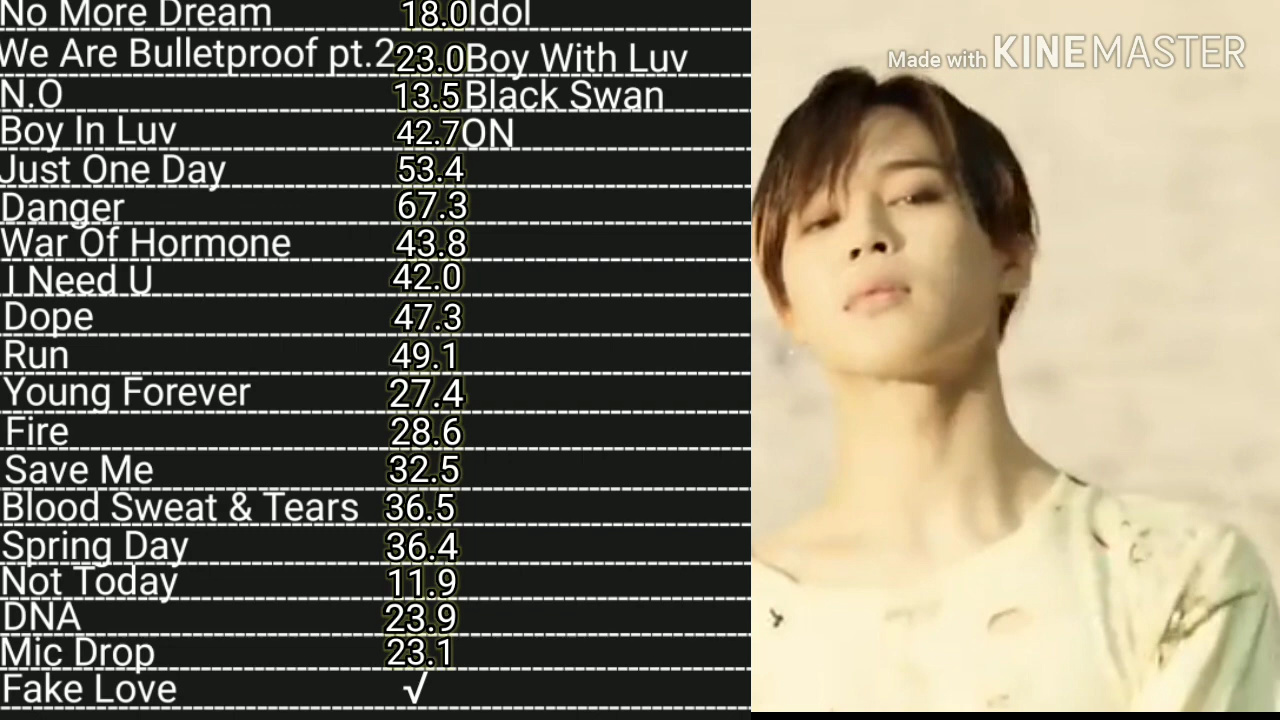 No More Dream 18.0 Idol
We Are Bulletproof pt.2 23.0 Boy With Luv
N.O 13.5 Black Swan
Boy In Luv 42.7 ON
Just One Day 53.4
Danger 67.3
War Of Hormone 43.8
I Need U 42.0
Dope 47.3
Run 49.1
Young Forever 27.4
Fire 28.6
Save Me 32.5
Blood Sweat & Tears 36.5
Spring Day 36.4
Not Today 11.9
DNA 23.9
Mic Drop 23.1
Fake Love √
Made with KINEMASTER